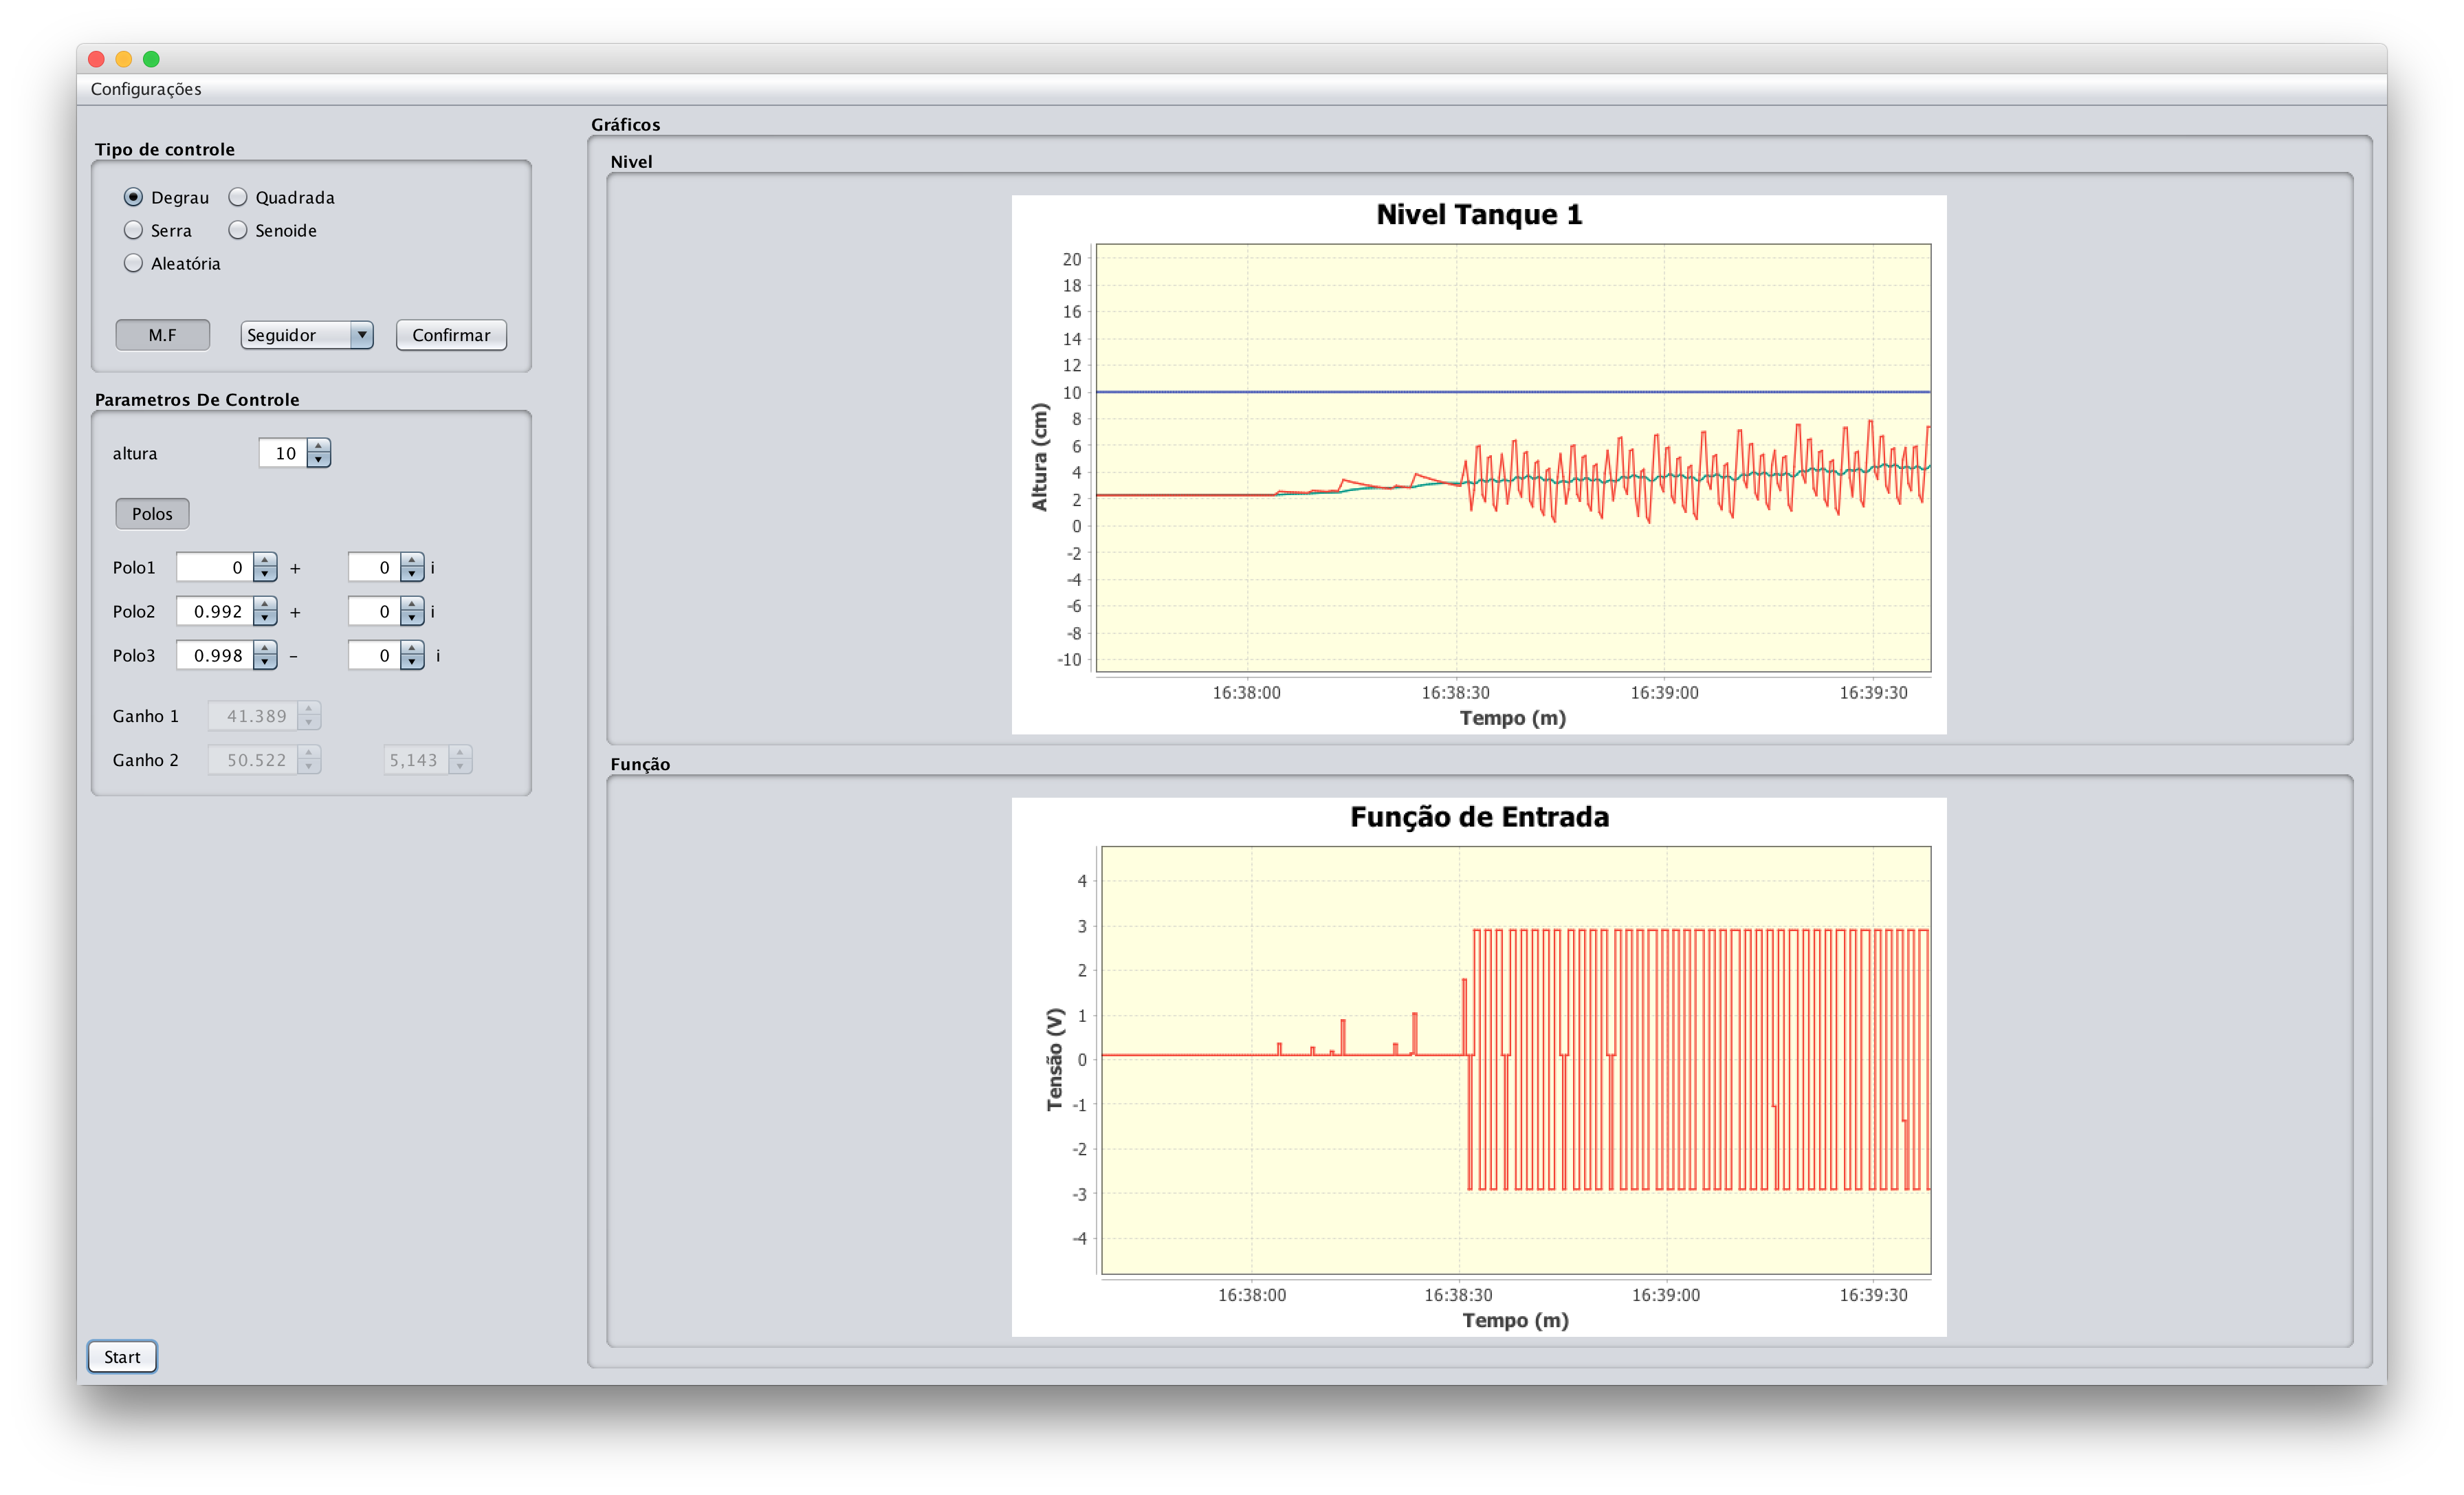 Configurações
Tipo de controle
Degrau Quadrada
Serra Senoide
Aleatória
M.F Seguidor Confirmar
Parametros De Controle
altura 10
Polos
Polo1 0 + 0 i
Polo2 0.992 + 0 i
Polo3 0.998 - 0 i
Ganho 1 41.389
Ganho 2 50.522 5,143
Start
Gráficos
Nivel
Nivel Tanque 1
Altura (cm)
20
18
16
14
12
10
8
6
4
2
0
-2
-4
-6
-8
-10
16:38:00 16:38:30 16:39:00 16:39:30
Tempo (m)
Função
Função de Entrada
Tensão (V)
4
3
2
1
0
-1
-2
-3
-4
16:38:00 16:38:30 16:39:00 16:39:30
Tempo (m)